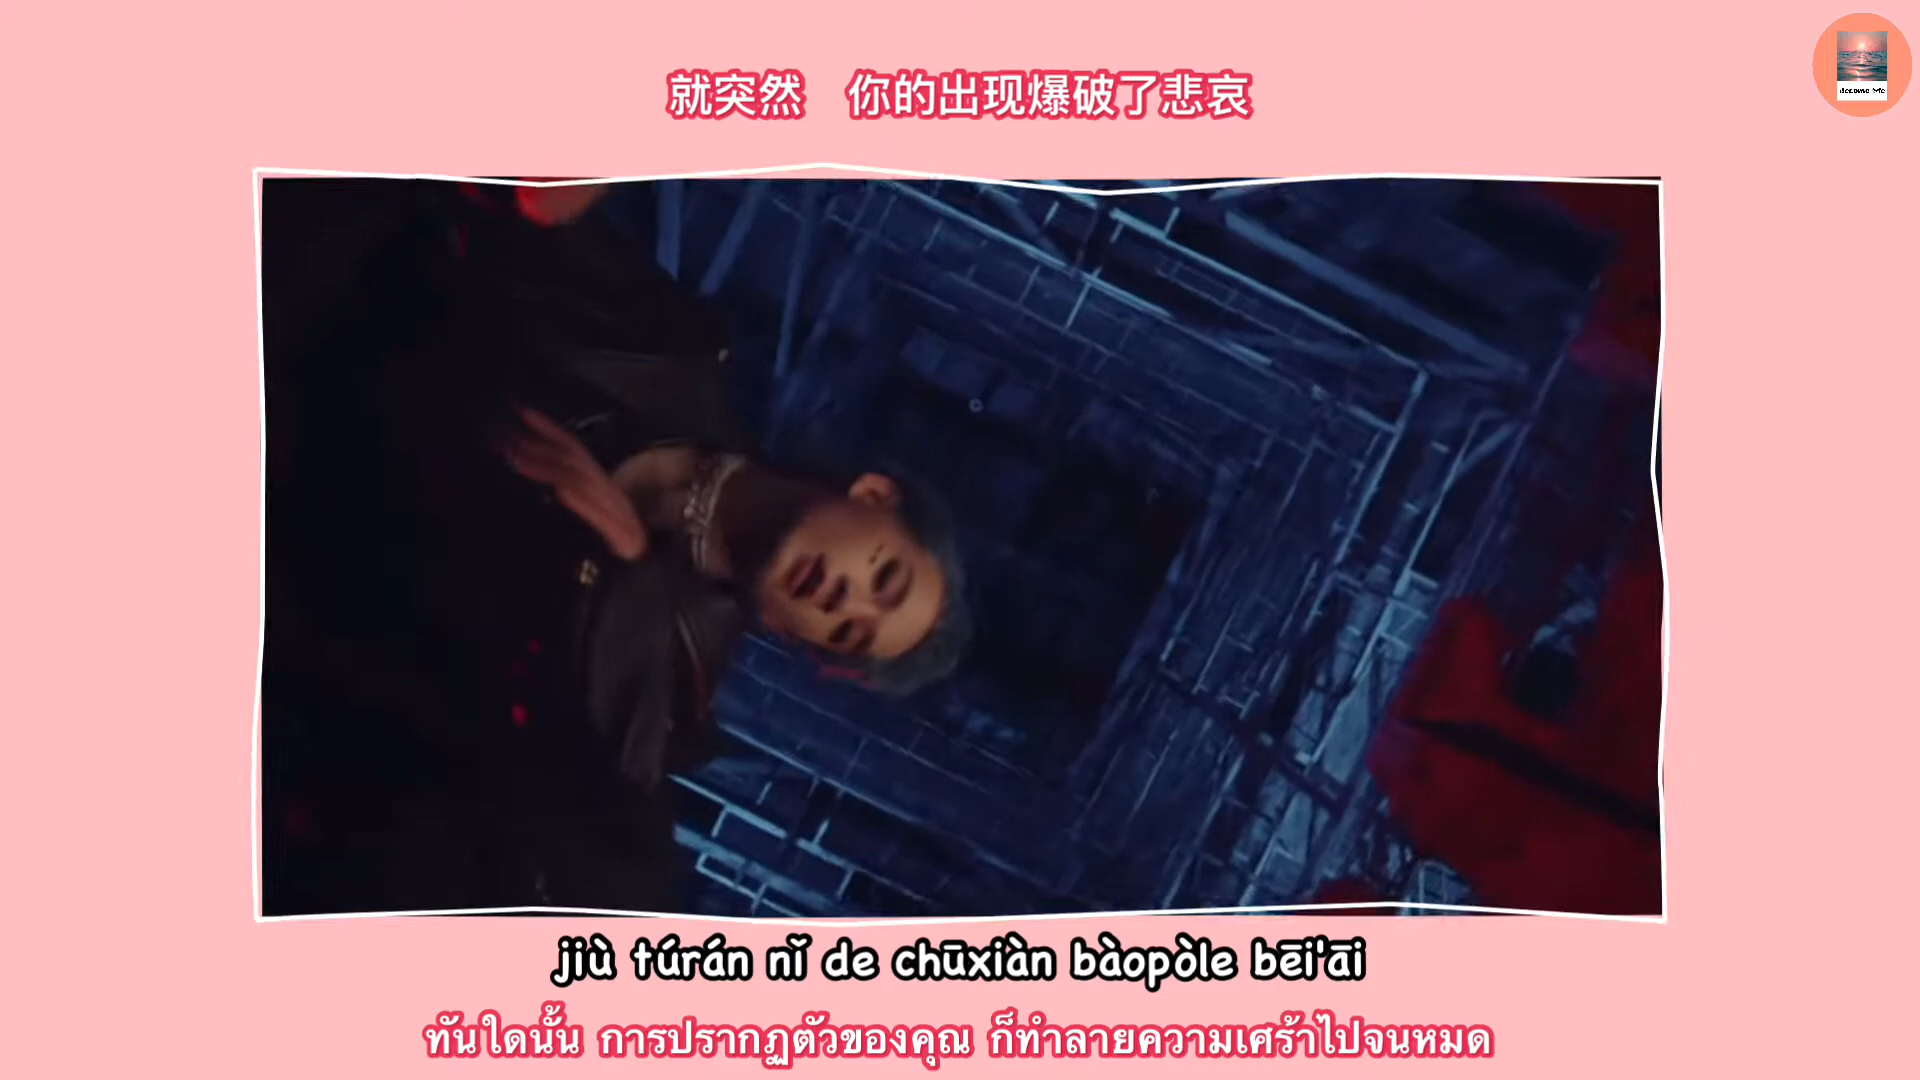 就突然 你的出现爆破了悲哀
jiù túrán nǐ de chūxiàn bàopòle bēi'āi
ทันใดนั้น การปรากฏตัวของคุณ ก็ทำลายความเศร้าไปจนหมด